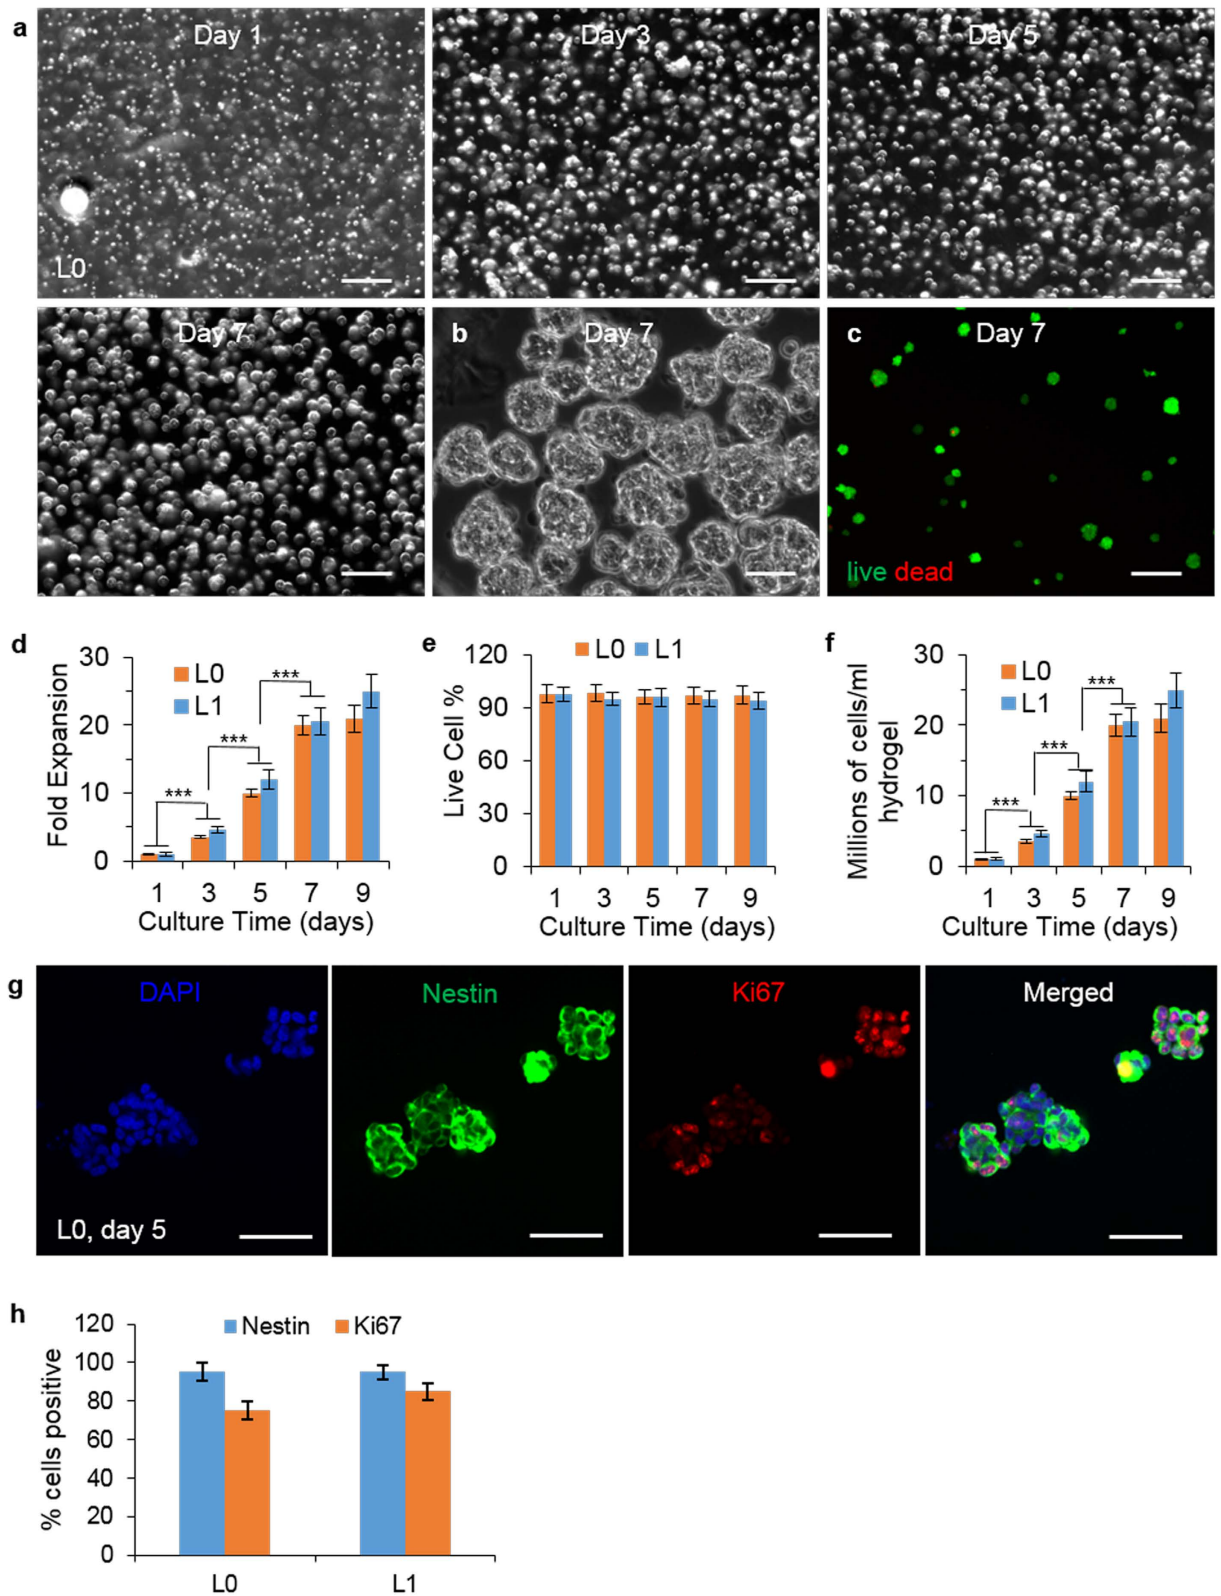 a
Day 1
Day 3
Day 5
L0
Day 7
b
Day 7
c
Day 7
live dead
d
30
20
10
0
Fold Expansion
L0
L1
***
***
***
1 3 5 7 9
Culture Time (days)
e
120
90
60
30
0
Live Cell %
L0 L1
1 3 5 7 9
Culture Time (days)
f
30
20
10
0
Millions of cells/ml
hydrogel
L0
L1
***
***
***
1 3 5 7 9
Culture Time (days)
g
DAPI
Nestin
Ki67
Merged
L0, day 5
h
120
100
80
60
40
20
0
% cells positive
Nestin Ki67
L0 L1